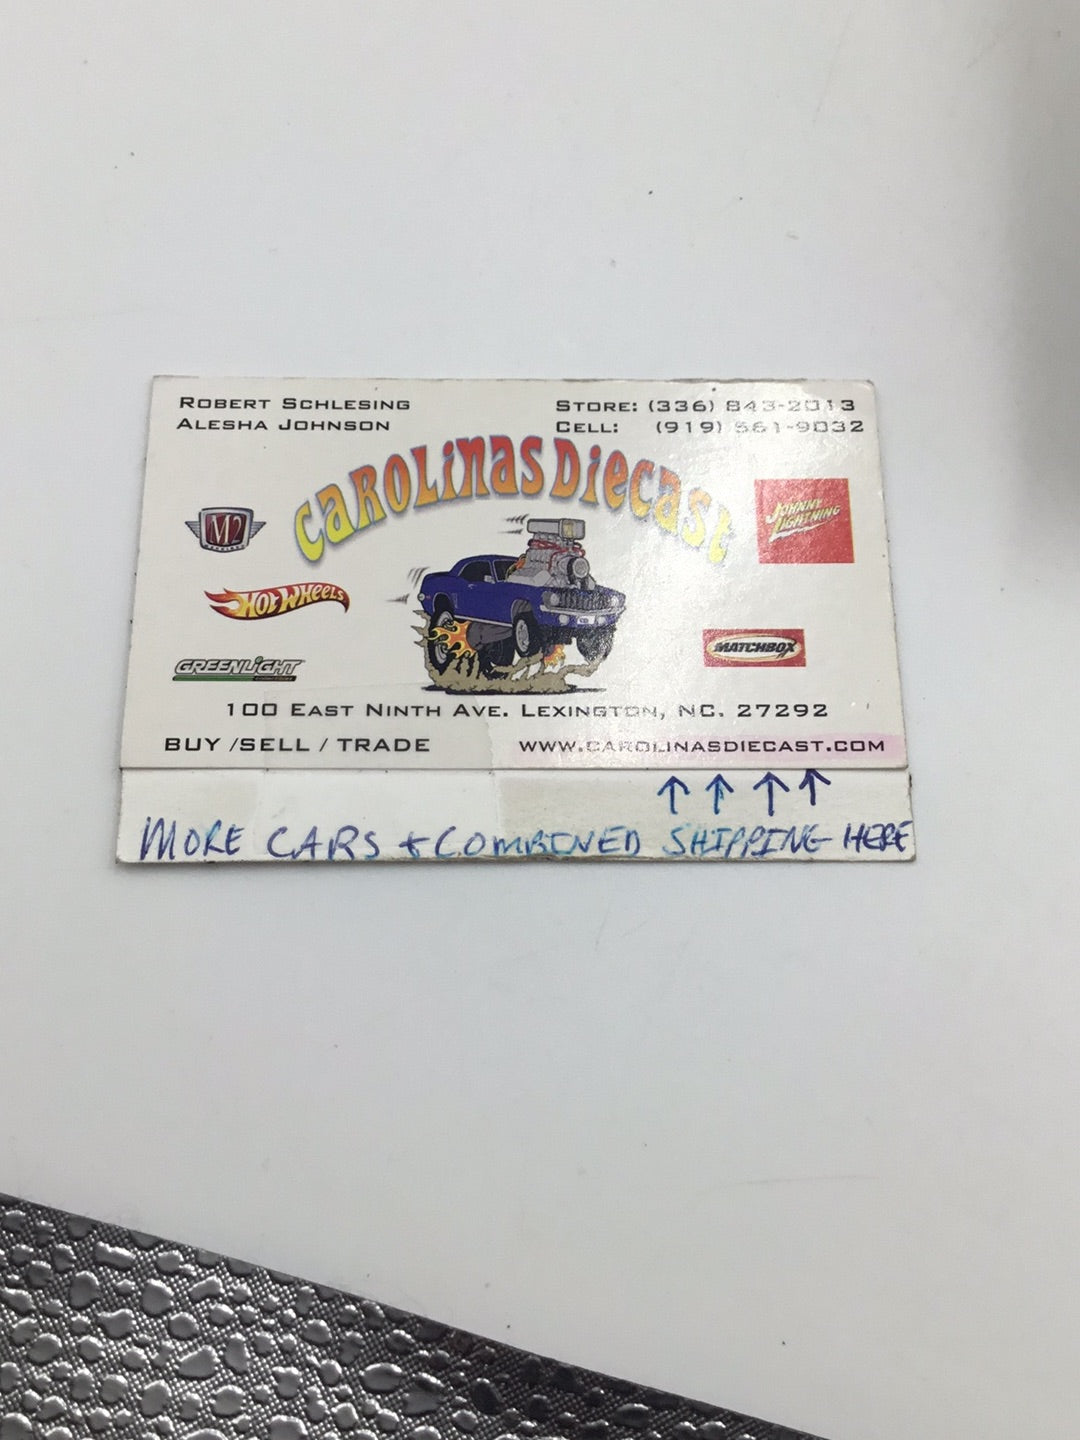 ROBERT SCHLESING
ALESHA JOHNSON
STORE: (336) 843-2013
CELL: (919) 561-9032
CAROLINAS DIECAST
M2
JOHNNY LIGHTNING
HOT WHEELS
MATCHBOX
GREENLIGHT
100 EAST NINTH AVE. LEXINGTON, NC. 27292
BUY /SELL / TRADE
WWW.CAROLINASDIECAST.COM
↑ ↑ ↑ ↑
MORE CARS + COMBINED SHIPPING HERE